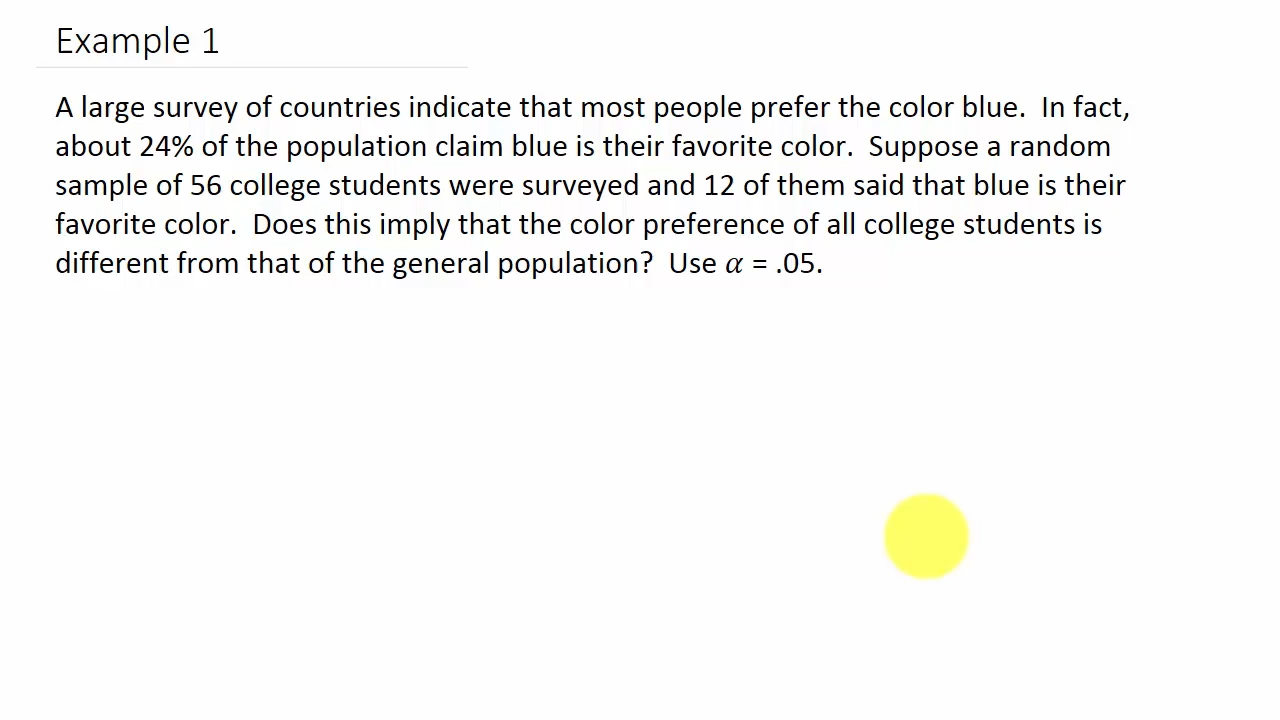 Example 1
A large survey of countries indicate that most people prefer the color blue.  In fact,
about 24% of the population claim blue is their favorite color.  Suppose a random
sample of 56 college students were surveyed and 12 of them said that blue is their
favorite color.  Does this imply that the color preference of all college students is
different from that of the general population?  Use α = .05.